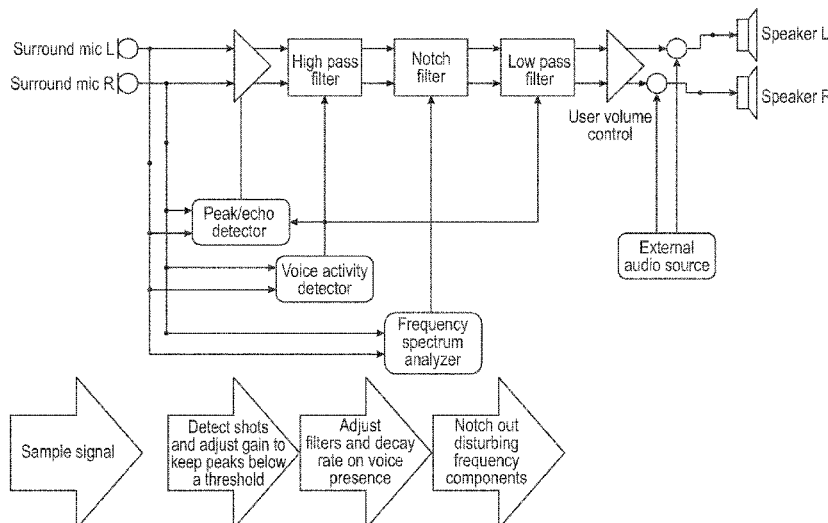 Surround mic L
Surround mic R
High pass
filter
Notch
filter
Low pass
filter
User volume
control
Speaker L
Speaker R
Peak/echo
detector
Voice activity
detector
Frequency
spectrum
analyzer
External
audio source
Sample signal
Detect shots
and adjust gain to
keep peaks below
a threshold
Adjust
filters and decay
rate on voice
presence
Notch out
disturbing
frequency
components